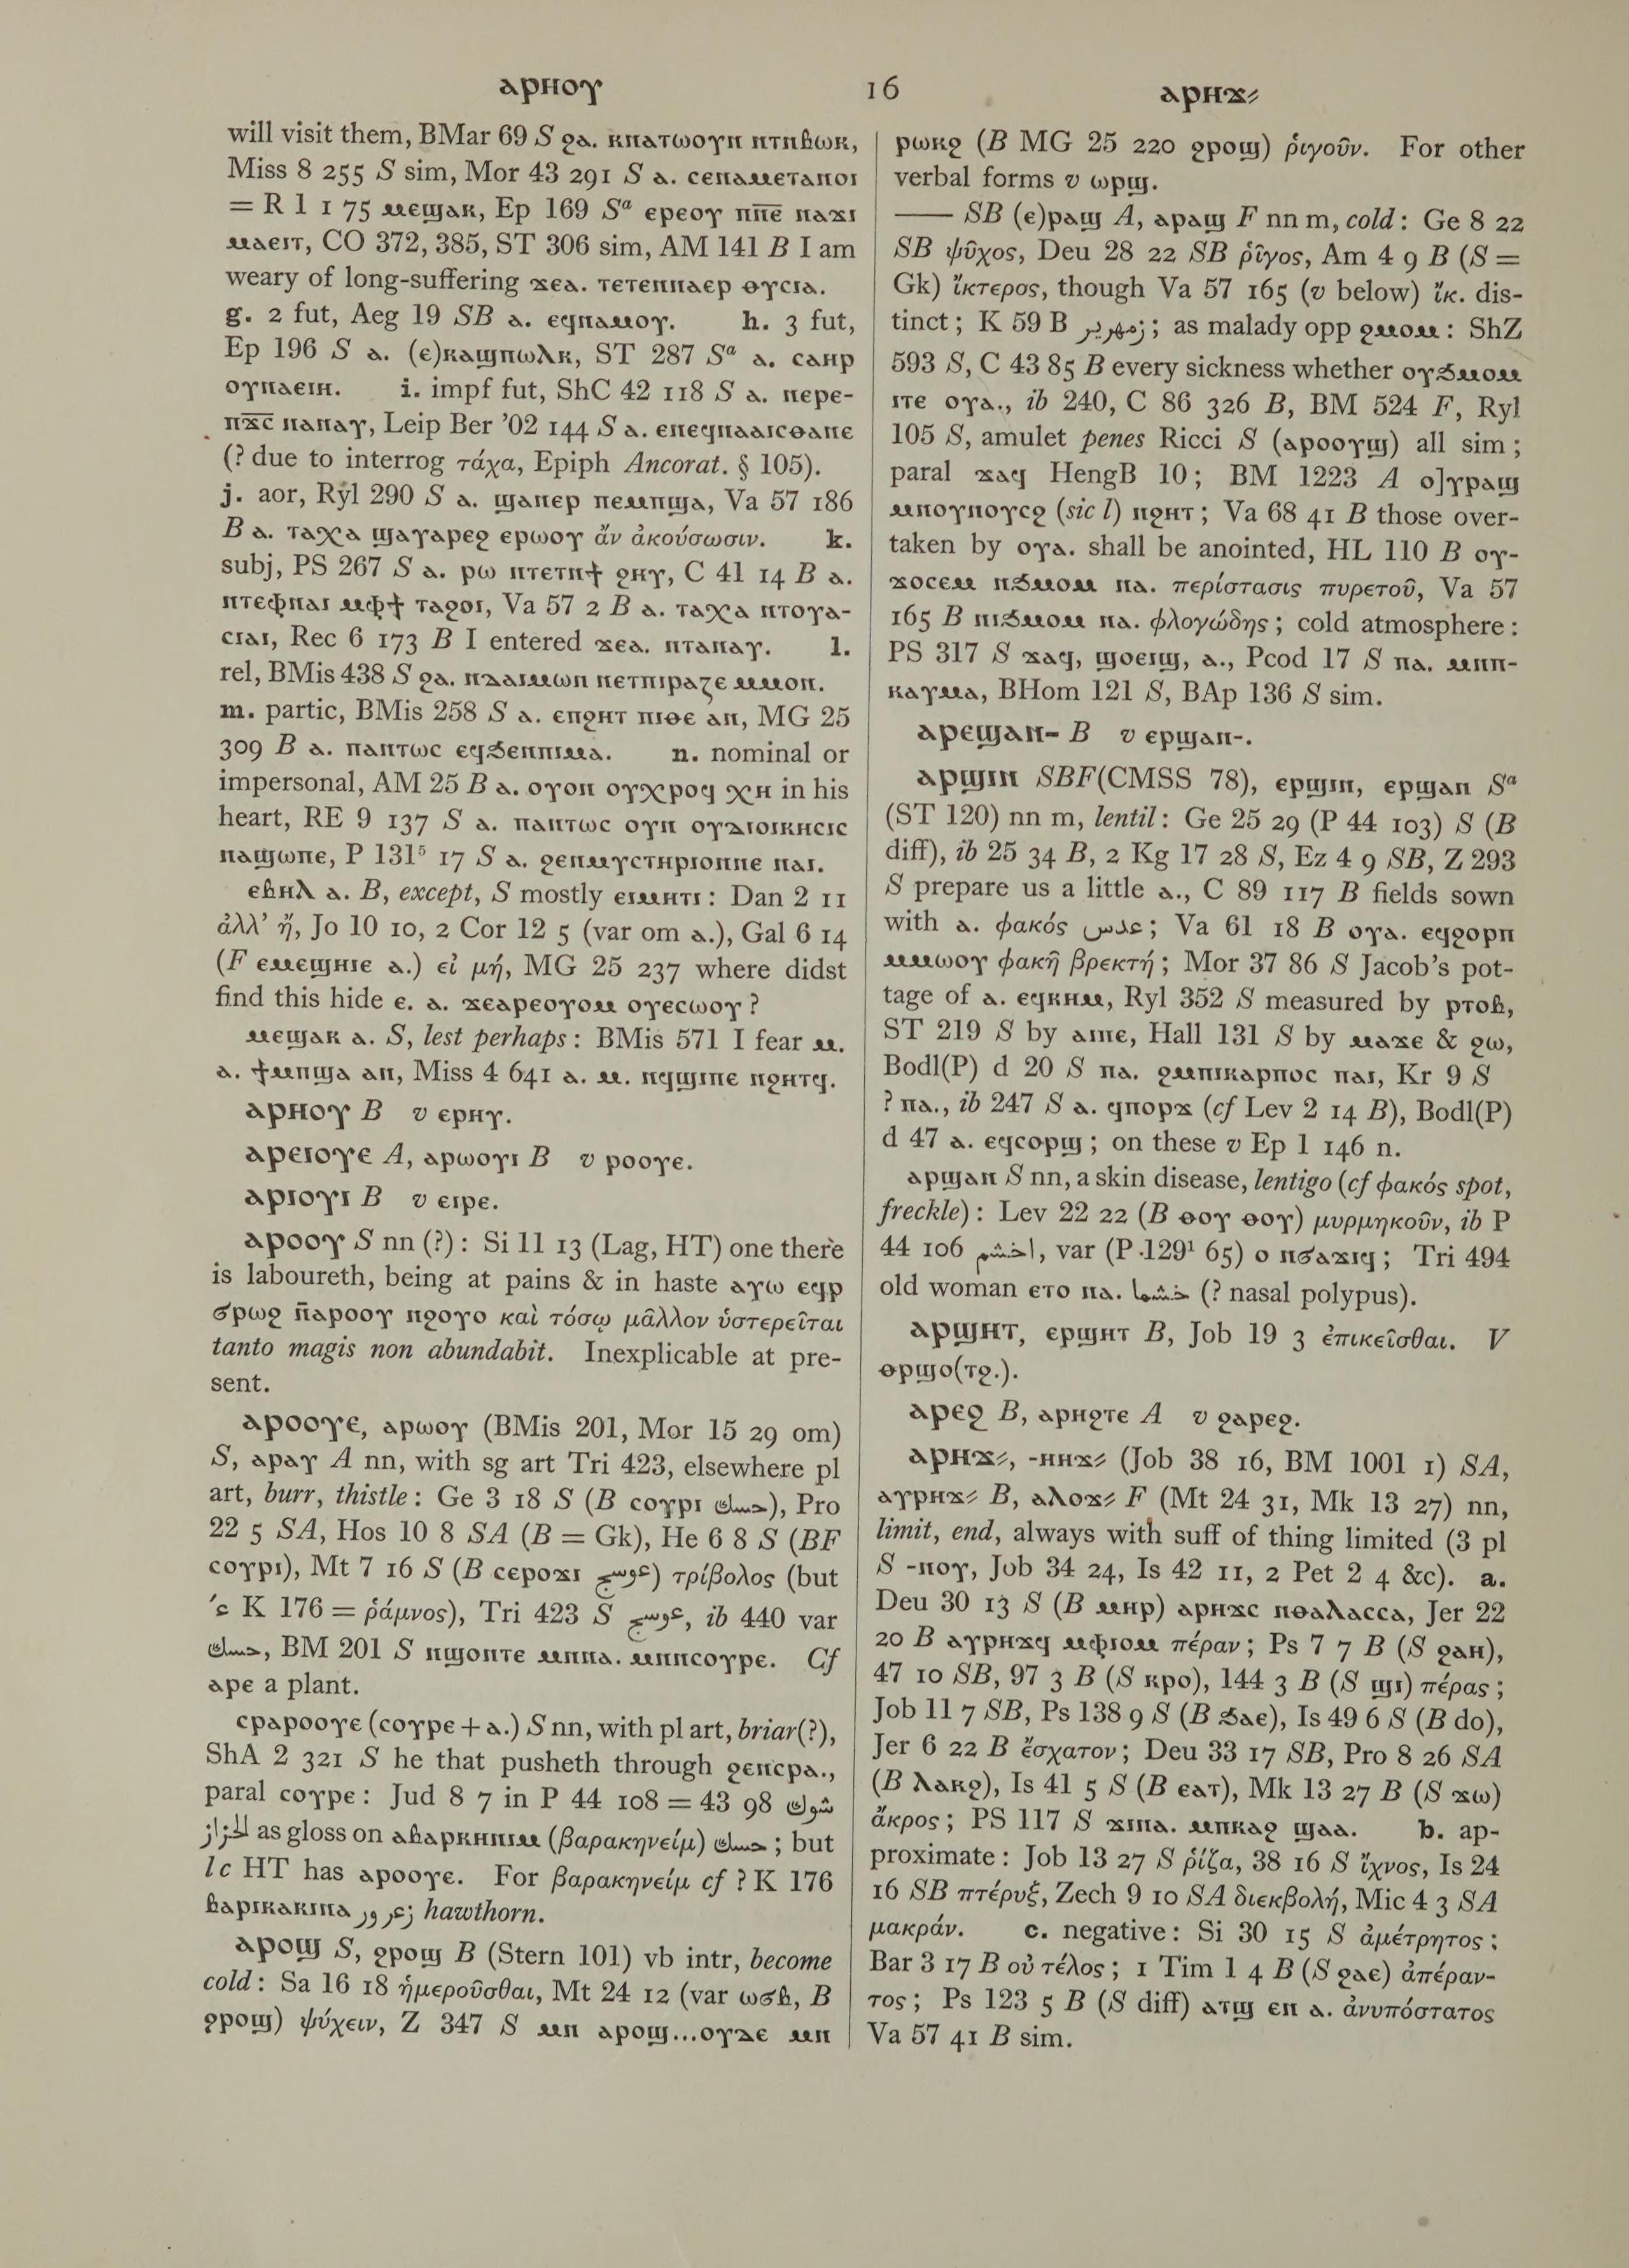 ⲁⲣⲏⲟⲩ 16 ⲁⲣⲏϫ⸗
will visit them, BMar 69 S ϩⲁ. ⲕⲛⲁⲧⲱⲟⲩⲛ ⲛⲧⲛⲃⲱⲕ,
Miss 8 255 S sim, Mor 43 291 S ⲁ. ⲥⲉⲛⲁⲙⲉⲧⲁⲛⲟⲓ
= R 1 1 75 ⲙⲉϣⲁⲕ, Ep 169 Sᵃ ⲉⲣⲉⲟⲩ ⲛⲡ̅ⲛ̅ⲉ̅ ⲛⲁϫⲓ
ⲙⲁⲉⲓⲧ, CO 372, 385, ST 306 sim, AM 141 B I am
weary of long-suffering ϫⲉⲁ. ⲧⲉⲧⲉⲛⲛⲁⲉⲣ ⲑⲩⲥⲓⲁ.
g. 2 fut, Aeg 19 SB ⲁ. ⲉϥⲛⲁⲙⲟⲩ. h. 3 fut,
Ep 196 S ⲁ. (ⲉ)ⲕⲁϣⲡⲱⲗⲕ, ST 287 Sᵃ ⲁ. ⲥⲁⲏⲣ
ⲟⲩⲛⲁⲉⲓⲏ. i. impf fut, ShC 42 118 S ⲁ. ⲛⲉⲣⲉ-
ⲡϫ̅ⲥ̅ ⲛⲁⲛⲁⲩ, Leip Ber ’02 144 S ⲁ. ⲉⲛⲉϥⲛⲁⲁⲓⲥⲑⲁⲛⲉ
(? due to interrog τάχα, Epiph Ancorat. § 105).
j. aor, Ryl 290 S ⲁ. ϣⲁⲛⲉⲣ ⲡⲉⲙⲡϣⲁ, Va 57 186
B ⲁ. ⲧⲁⲭⲁ ϣⲁⲩⲁⲣⲉϩ ⲉⲣⲱⲟⲩ ἄν ἀκούσωσιν. k.
subj, PS 267 S ⲁ. ⲣⲱ ⲛⲧⲉⲧⲛϯ ϩⲏⲩ, C 41 14 B ⲁ.
ⲛⲧⲉⲫⲛⲁⲓ ⲙⲫϯ ⲧⲁϩⲟⲓ, Va 57 2 B ⲁ. ⲧⲁⲭⲁ ⲛⲧⲟⲩⲁ-
ⲥⲓⲁⲓ, Rec 6 173 B I entered ϫⲉⲁ. ⲛⲧⲁⲛⲁⲩ. l.
rel, BMis 438 S ϩⲁ. ⲛⲇⲁⲓⲙⲱⲛ ⲛⲉⲧⲡⲓⲣⲁⲍⲉ ⲙⲙⲟⲛ.
m. partic, BMis 258 S ⲁ. ⲉⲡϩⲏⲧ ⲡⲓⲑⲉ ⲁⲛ, MG 25
309 B ⲁ. ⲡⲁⲛⲧⲱⲥ ⲉϥϧⲉⲛⲡⲓⲙⲁ. n. nominal or
impersonal, AM 25 B ⲁ. ⲟⲩⲟⲛ ⲟⲩⲭⲣⲟϥ ⲭⲏ in his
heart, RE 9 137 S ⲁ. ⲡⲁⲛⲧⲱⲥ ⲟⲩⲛ ⲟⲩⲇⲓⲟⲓⲕⲏⲥⲓⲥ
ⲛⲁϣⲱⲡⲉ, P 131⁵ 17 S ⲁ. ϩⲉⲛⲙⲩⲥⲧⲏⲣⲓⲟⲛⲛⲉ ⲛⲁⲓ.
ⲉⲃⲏⲗ ⲁ. B, except, S mostly ⲉⲓⲙⲏⲧⲓ: Dan 2 11
ἀλλ’ ἤ, Jo 10 10, 2 Cor 12 5 (var om ⲁ.), Gal 6 14
(F ⲉⲙⲉϣⲏⲓⲉ ⲁ.) εἰ μή, MG 25 237 where didst
find this hide ⲉ. ⲁ. ϫⲉⲁⲣⲉⲟⲩⲟⲙ ⲟⲩⲉⲥⲱⲟⲩ?
ⲙⲉϣⲁⲕ ⲁ. S, lest perhaps: BMis 571 I fear ⲙ.
ⲁ. ϯⲙⲡϣⲁ ⲁⲛ, Miss 4 641 ⲁ. ⲙ. ⲛϥϣⲓⲡⲉ ⲛϩⲏⲧϥ.
ⲁⲣⲏⲟⲩ B v ⲉⲣⲏⲩ.
ⲁⲣⲉⲓⲟⲩⲉ A, ⲁⲣⲱⲟⲩⲓ B v ⲣⲟⲟⲩⲉ.
ⲁⲣⲓⲟⲩⲓ B v ⲉⲓⲣⲉ.
ⲁⲣⲟⲟⲩ S nn (?): Si 11 13 (Lag, HT) one there
is laboureth, being at pains & in haste ⲁⲩⲱ ⲉϥⲣ
ϭⲣⲱϩ ⲛ̄ⲁⲣⲟⲟⲩ ⲛϩⲟⲩⲟ καὶ τόσῳ μᾶλλον ὑστερεῖται
tanto magis non abundabit. Inexplicable at pre-
sent.
ⲁⲣⲟⲟⲩⲉ, ⲁⲣⲱⲟⲩ (BMis 201, Mor 15 29 om)
S, ⲁⲣⲁⲩ A nn, with sg art Tri 423, elsewhere pl
art, burr, thistle: Ge 3 18 S (B ⲥⲟⲩⲣⲓ حسك), Pro
22 5 SA, Hos 10 8 SA (B = Gk), He 6 8 S (BF
ⲥⲟⲩⲣⲓ), Mt 7 16 S (B ⲥⲉⲣⲟϫⲓ عوسج) τρίβολος (but
ʼع K 176 = ῥάμνος), Tri 423 S عوسج, ib 440 var
حسك, BM 201 S ⲛϣⲟⲛⲧⲉ ⲙⲛⲛⲁ. ⲙⲛⲛⲥⲟⲩⲣⲉ. Cf
ⲁⲣⲉ a plant.
ⲥⲣⲁⲣⲟⲟⲩⲉ (ⲥⲟⲩⲣⲉ + ⲁ.) S nn, with pl art, briar(?),
ShA 2 321 S he that pusheth through ϩⲉⲛⲥⲣⲁ.,
paral ⲥⲟⲩⲣⲉ: Jud 8 7 in P 44 108 = 43 98 شوك
الحزاز as gloss on ⲁⲃⲁⲣⲕⲏⲛⲓⲙ (βαρακηνείμ) حسك; but
l c HT has ⲁⲣⲟⲟⲩⲉ. For βαρακηνείμ cf ? K 176
ⲃⲁⲣⲓⲕⲁⲕⲓⲛⲁ زعرور hawthorn.
ⲁⲣⲟϣ S, ϩⲣⲟϣ B (Stern 101) vb intr, become
cold: Sa 16 18 ἡμεροῦσθαι, Mt 24 12 (var ⲱϭⲃ, B
ϩⲣⲟϣ) ψύχειν, Z 347 S ⲙⲛ ⲁⲣⲟϣ...ⲟⲩⲇⲉ ⲙⲛ
ⲣⲱⲕϩ (B MG 25 220 ϩⲣⲟϣ) ῥιγοῦν. For other
verbal forms v ⲱⲣϣ.
—— SB (ⲉ)ⲣⲁϣ A, ⲁⲣⲁϣ F nn m, cold: Ge 8 22
SB ψῦχος, Deu 28 22 SB ῥῖγος, Am 4 9 B (S =
Gk) ἴκτερος, though Va 57 165 (v below) ἴκ. dis-
tinct; K 59 B زمهرير; as malady opp ϩⲙⲟⲙ: ShZ
593 S, C 43 85 B every sickness whether ⲟⲩϧⲙⲟⲙ
ⲓⲧⲉ ⲟⲩⲁ., ib 240, C 86 326 B, BM 524 F, Ryl
105 S, amulet penes Ricci S (ⲁⲣⲟⲟⲩϣ) all sim;
paral ϫⲁϥ HengB 10; BM 1223 A ⲟ]ⲩⲣⲁϣ
ⲙⲡⲟⲩⲛⲟⲩⲥϩ (sic l) ⲛϩⲏⲧ; Va 68 41 B those over-
taken by ⲟⲩⲁ. shall be anointed, HL 110 B ⲟⲩ-
ϫⲟⲥⲉⲙ ⲛϧⲙⲟⲙ ⲛⲁ. περίστασις πυρετοῦ, Va 57
165 B ⲡⲓϧⲙⲟⲙ ⲛⲁ. φλογώδης; cold atmosphere:
PS 317 S ϫⲁϥ, ϣⲟⲉⲓϣ, ⲁ., Pcod 17 S ⲡⲁ. ⲙⲛⲡ-
ⲕⲁⲩⲙⲁ, BHom 121 S, BAp 136 S sim.
ⲁⲣⲉϣⲁⲛ- B v ⲉⲣϣⲁⲛ-.
ⲁⲣϣⲓⲛ SBF(CMSS 78), ⲉⲣϣⲓⲛ, ⲉⲣϣⲁⲛ Sᵃ
(ST 120) nn m, lentil: Ge 25 29 (P 44 103) S (B
diff), ib 25 34 B, 2 Kg 17 28 S, Ez 4 9 SB, Z 293
S prepare us a little ⲁ., C 89 117 B fields sown
with ⲁ. φακός عدس; Va 61 18 B ⲟⲩⲁ. ⲉϥϩⲟⲣⲡ
ⲙⲙⲱⲟⲩ φακῆ βρεκτή; Mor 37 86 S Jacob’s pot-
tage of ⲁ. ⲉϥⲕⲏⲙ, Ryl 352 S measured by ⲣⲧⲟⲃ,
ST 219 S by ⲁⲓⲡⲉ, Hall 131 S by ⲙⲁϫⲉ & ϩⲱ,
Bodl(P) d 20 S ⲡⲁ. ϩⲙⲡⲓⲕⲁⲣⲡⲟⲥ ⲛⲁⲓ, Kr 9 S
? ⲡⲁ., ib 247 S ⲁ. ϥⲡⲟⲣϫ (cf Lev 2 14 B), Bodl(P)
d 47 ⲁ. ⲉϥⲥⲟⲣϣ; on these v Ep 1 146 n.
ⲁⲣϣⲁⲛ S nn, a skin disease, lentigo (cf φακός spot,
freckle): Lev 22 22 (B ⲑⲟⲩ ⲑⲟⲩ) μυρμηκοῦν, ib P
44 106 اخشم, var (P 129¹ 65) ⲟ ⲛϭⲁϫⲓϥ; Tri 494
old woman ⲉⲧⲟ ⲛⲁ. خشما (? nasal polypus).
ⲁⲣϣⲏⲧ, ⲉⲣϣⲏⲧ B, Job 19 3 ἐπικεῖσθαι. V
ⲑⲣϣⲟ(ⲧϩ.).
ⲁⲣⲉϩ B, ⲁⲣⲏϩⲧⲉ A v ϩⲁⲣⲉϩ.
ⲁⲣⲏϫ⸗, -ⲏⲏϫ⸗ (Job 38 16, BM 1001 1) SA,
ⲁⲩⲣⲏϫ⸗ B, ⲁⲗⲟϫ⸗ F (Mt 24 31, Mk 13 27) nn,
limit, end, always with suff of thing limited (3 pl
S -ⲛⲟⲩ, Job 34 24, Is 42 11, 2 Pet 2 4 &c). a.
Deu 30 13 S (B ⲙⲏⲣ) ⲁⲣⲏϫⲥ ⲛⲑⲁⲗⲁⲥⲥⲁ, Jer 22
20 B ⲁⲩⲣⲏϫϥ ⲙⲫⲓⲟⲙ πέραν; Ps 7 7 B (S ϩⲁⲏ),
47 10 SB, 97 3 B (S ⲕⲣⲟ), 144 3 B (S ϣⲓ) πέρας;
Job 11 7 SB, Ps 138 9 S (B ϧⲁⲉ), Is 49 6 S (B do),
Jer 6 22 B ἔσχατον; Deu 33 17 SB, Pro 8 26 SA
(B ⲗⲁⲕϩ), Is 41 5 S (B ⲉⲁⲧ), Mk 13 27 B (S ϫⲱ)
ἄκρος; PS 117 S ϫⲓⲛⲁ. ⲙⲡⲕⲁϩ ϣⲁⲁ. b. ap-
proximate: Job 13 27 S ῥίζα, 38 16 S ἴχνος, Is 24
16 SB πτέρυξ, Zech 9 10 SA διεκβολή, Mic 4 3 SA
μακράν. c. negative: Si 30 15 S ἀμέτρητος;
Bar 3 17 B οὐ τέλος; 1 Tim 1 4 B (S ϩⲁⲉ) ἀπέραν-
τος; Ps 123 5 B (S diff) ⲁⲧϣ ⲉⲛ ⲁ. ἀνυπόστατος
Va 57 41 B sim.